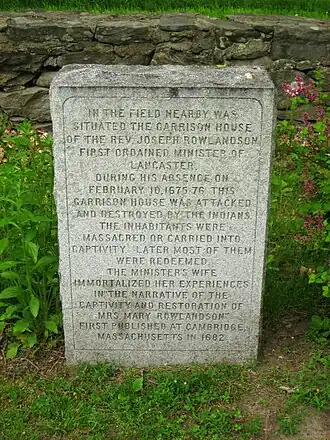 IN THE FIELD NEARBY WAS
SITUATED THE GARRISON HOUSE
OF THE REV. JOSEPH ROWLANDSON
FIRST ORDAINED MINISTER OF
LANCASTER.
DURING HIS ABSENCE ON
FEBRUARY 10, 1675-76 THIS
GARRISON HOUSE WAS ATTACKED
AND DESTROYED BY THE INDIANS.
THE INHABITANTS WERE
MASSACRED OR CARRIED INTO
CAPTIVITY. LATER MOST OF THEM
WERE REDEEMED.
THE MINISTER'S WIFE
IMMORTALIZED HER EXPERIENCES
IN THE NARRATIVE OF THE
CAPTIVITY AND RESTORATION OF
MRS. MARY ROWLANDSON"
FIRST PUBLISHED AT CAMBRIDGE,
MASSACHUSETTS IN 1682